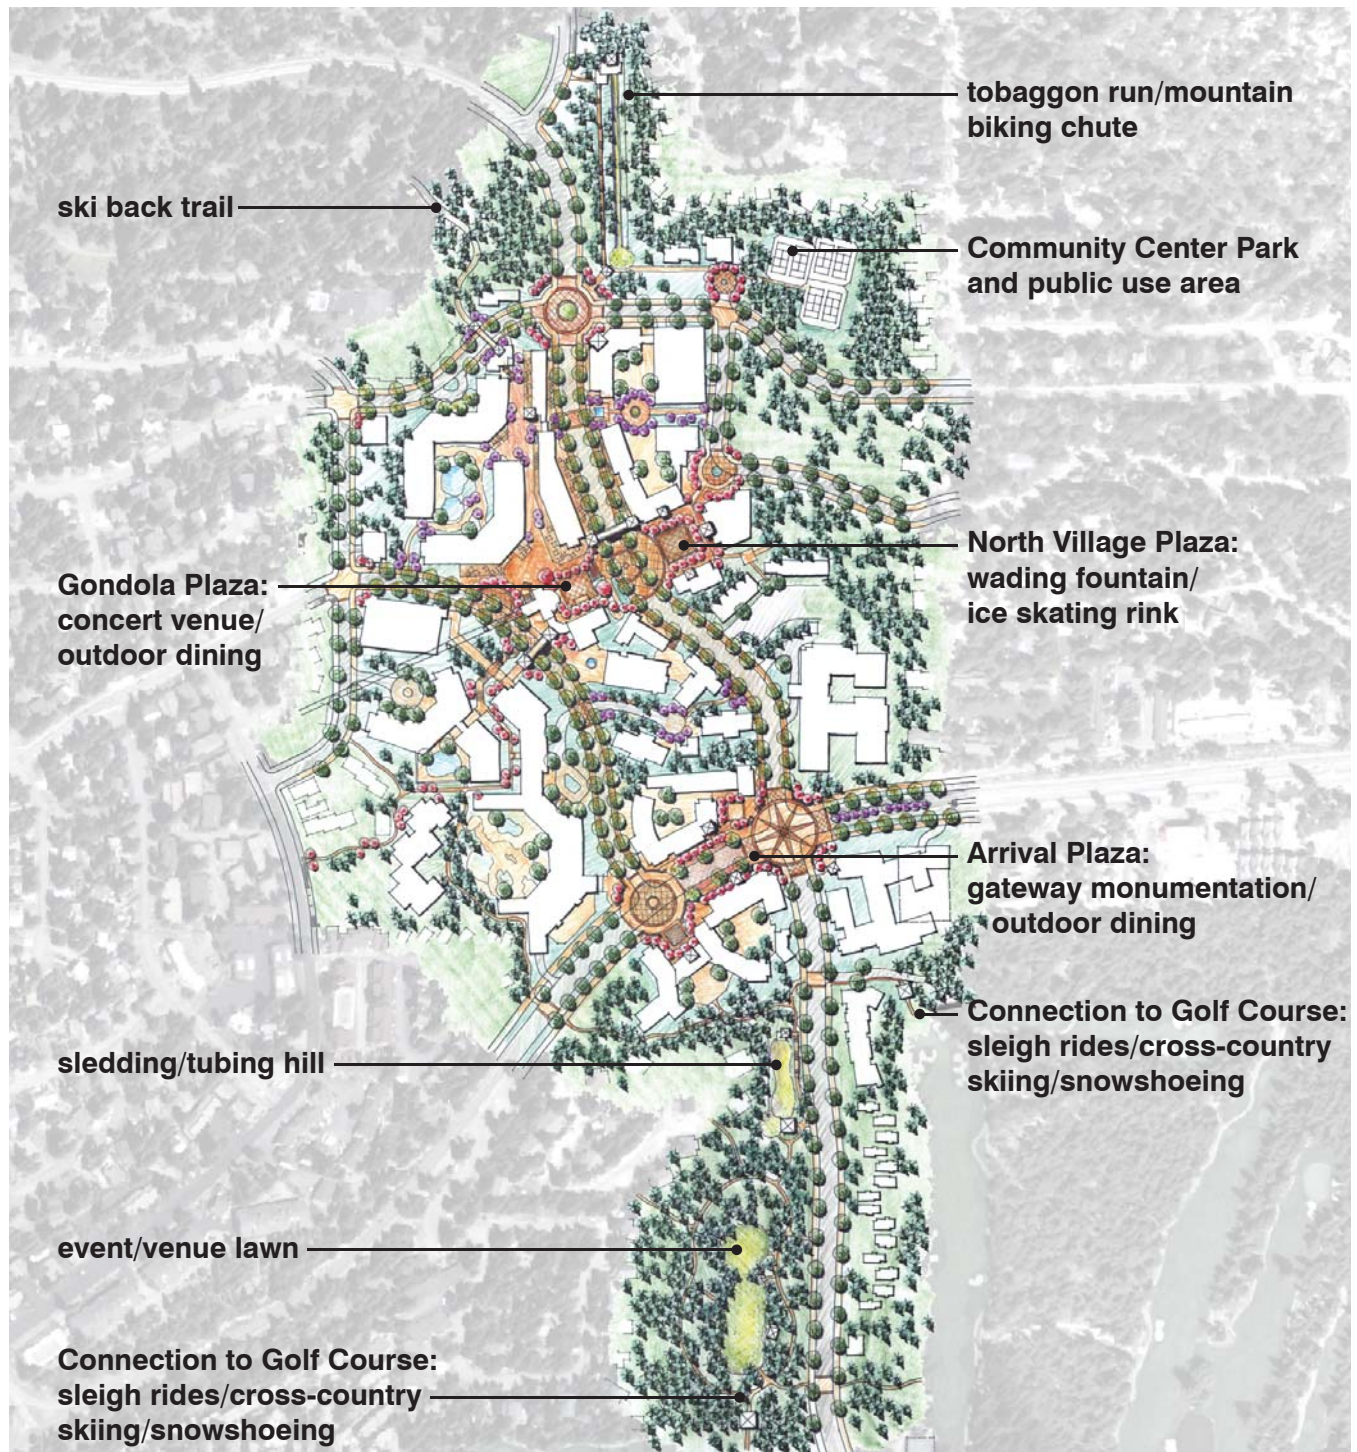 tobaggon run/mountain
biking chute
ski back trail
Community Center Park
and public use area
North Village Plaza:
wading fountain/
ice skating rink
Gondola Plaza:
concert venue/
outdoor dining
Arrival Plaza:
gateway monumentation/
outdoor dining
Connection to Golf Course:
sleigh rides/cross-country
skiing/snowshoeing
sledding/tubing hill
event/venue lawn
Connection to Golf Course:
sleigh rides/cross-country
skiing/snowshoeing